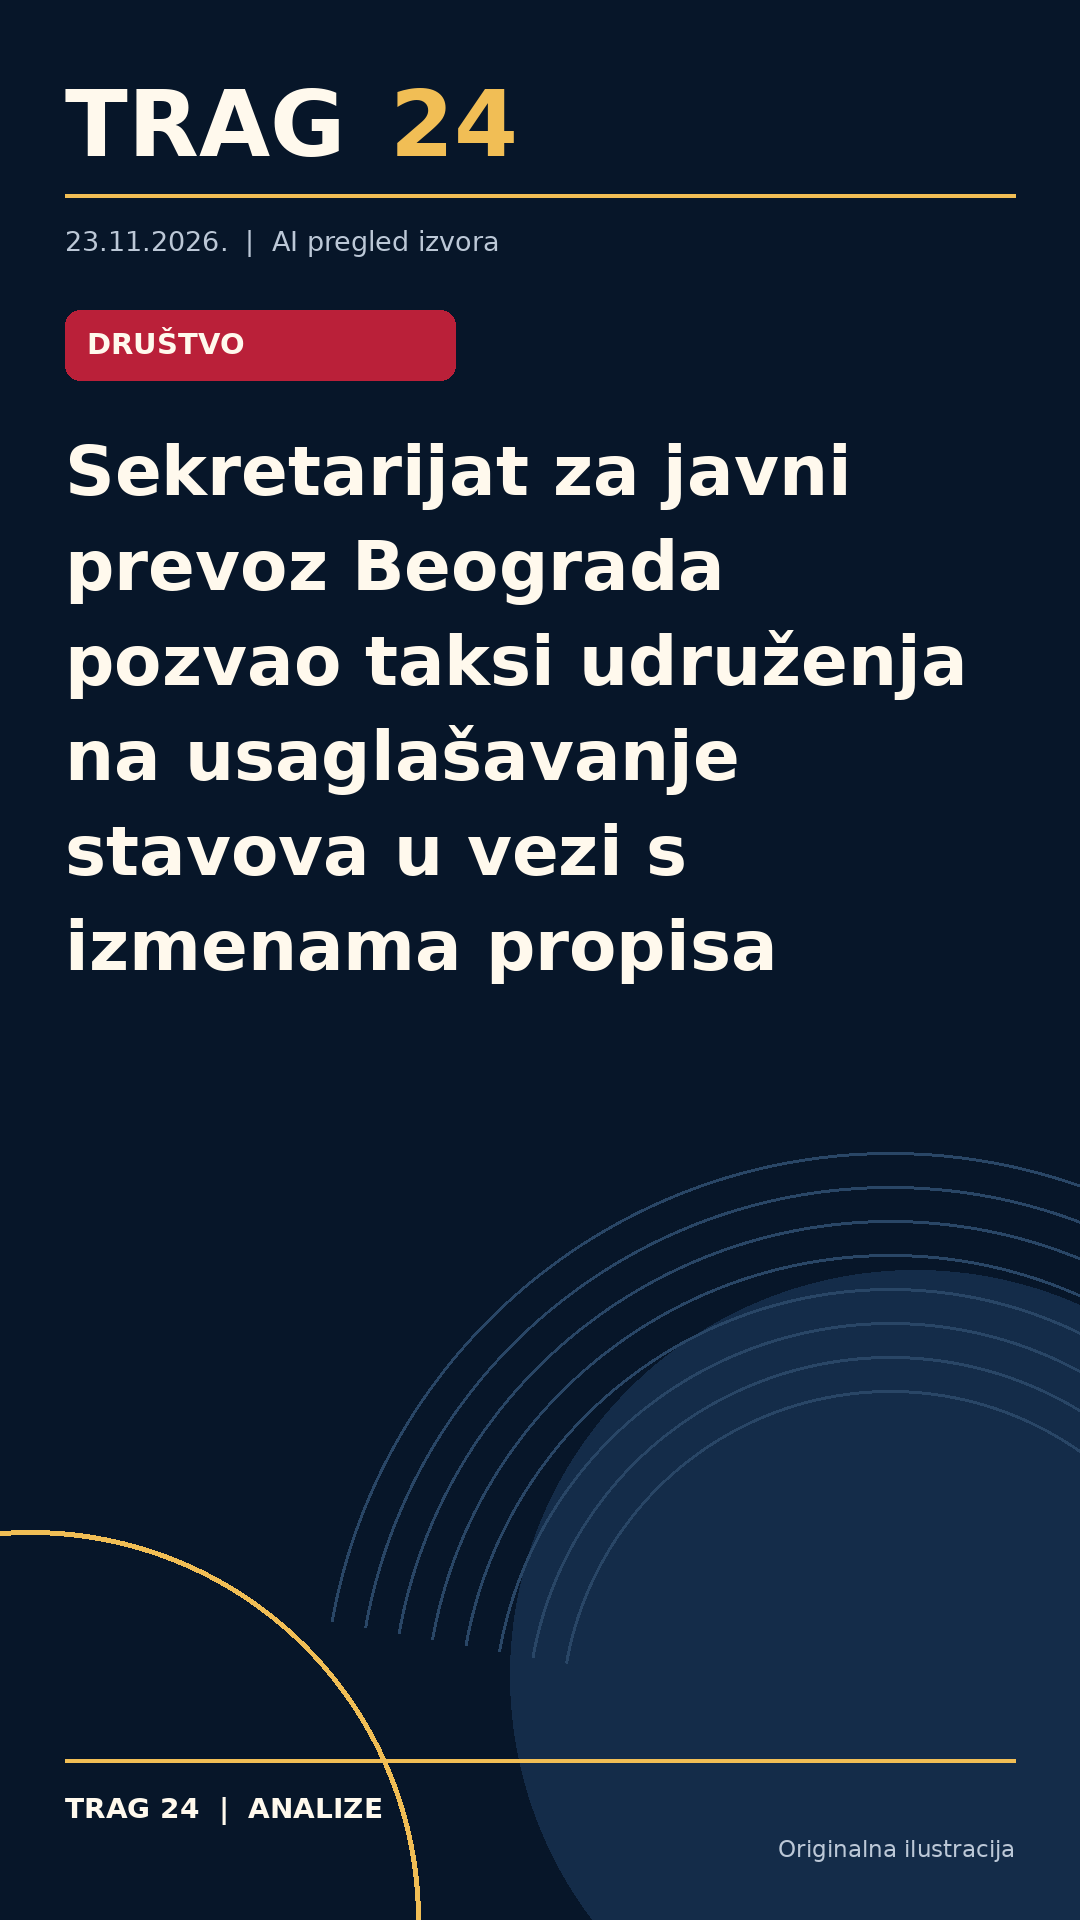 TRAG 24
23.11.2026. | AI pregled izvora
DRUŠTVO
Sekretarijat za javni
prevoz Beograda
pozvao taksi udruženja
na usaglašavanje
stavova u vezi s
izmenama propisa
TRAG 24 | ANALIZE
Originalna ilustracija